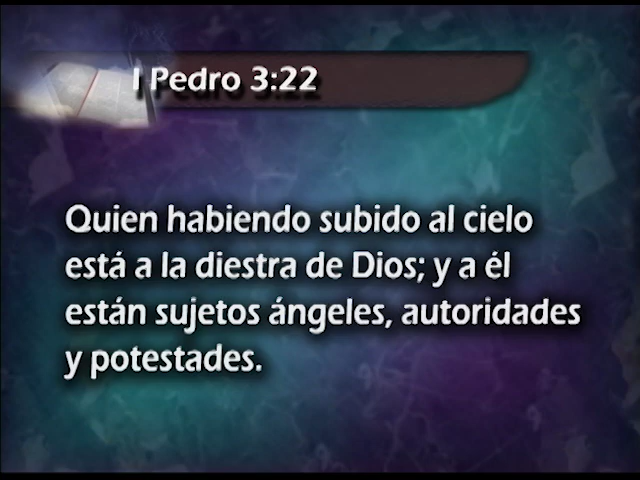 I Pedro 3:22
Quien habiendo subido al cielo
está a la diestra de Dios; y a él
están sujetos ángeles, autoridades
y potestades.